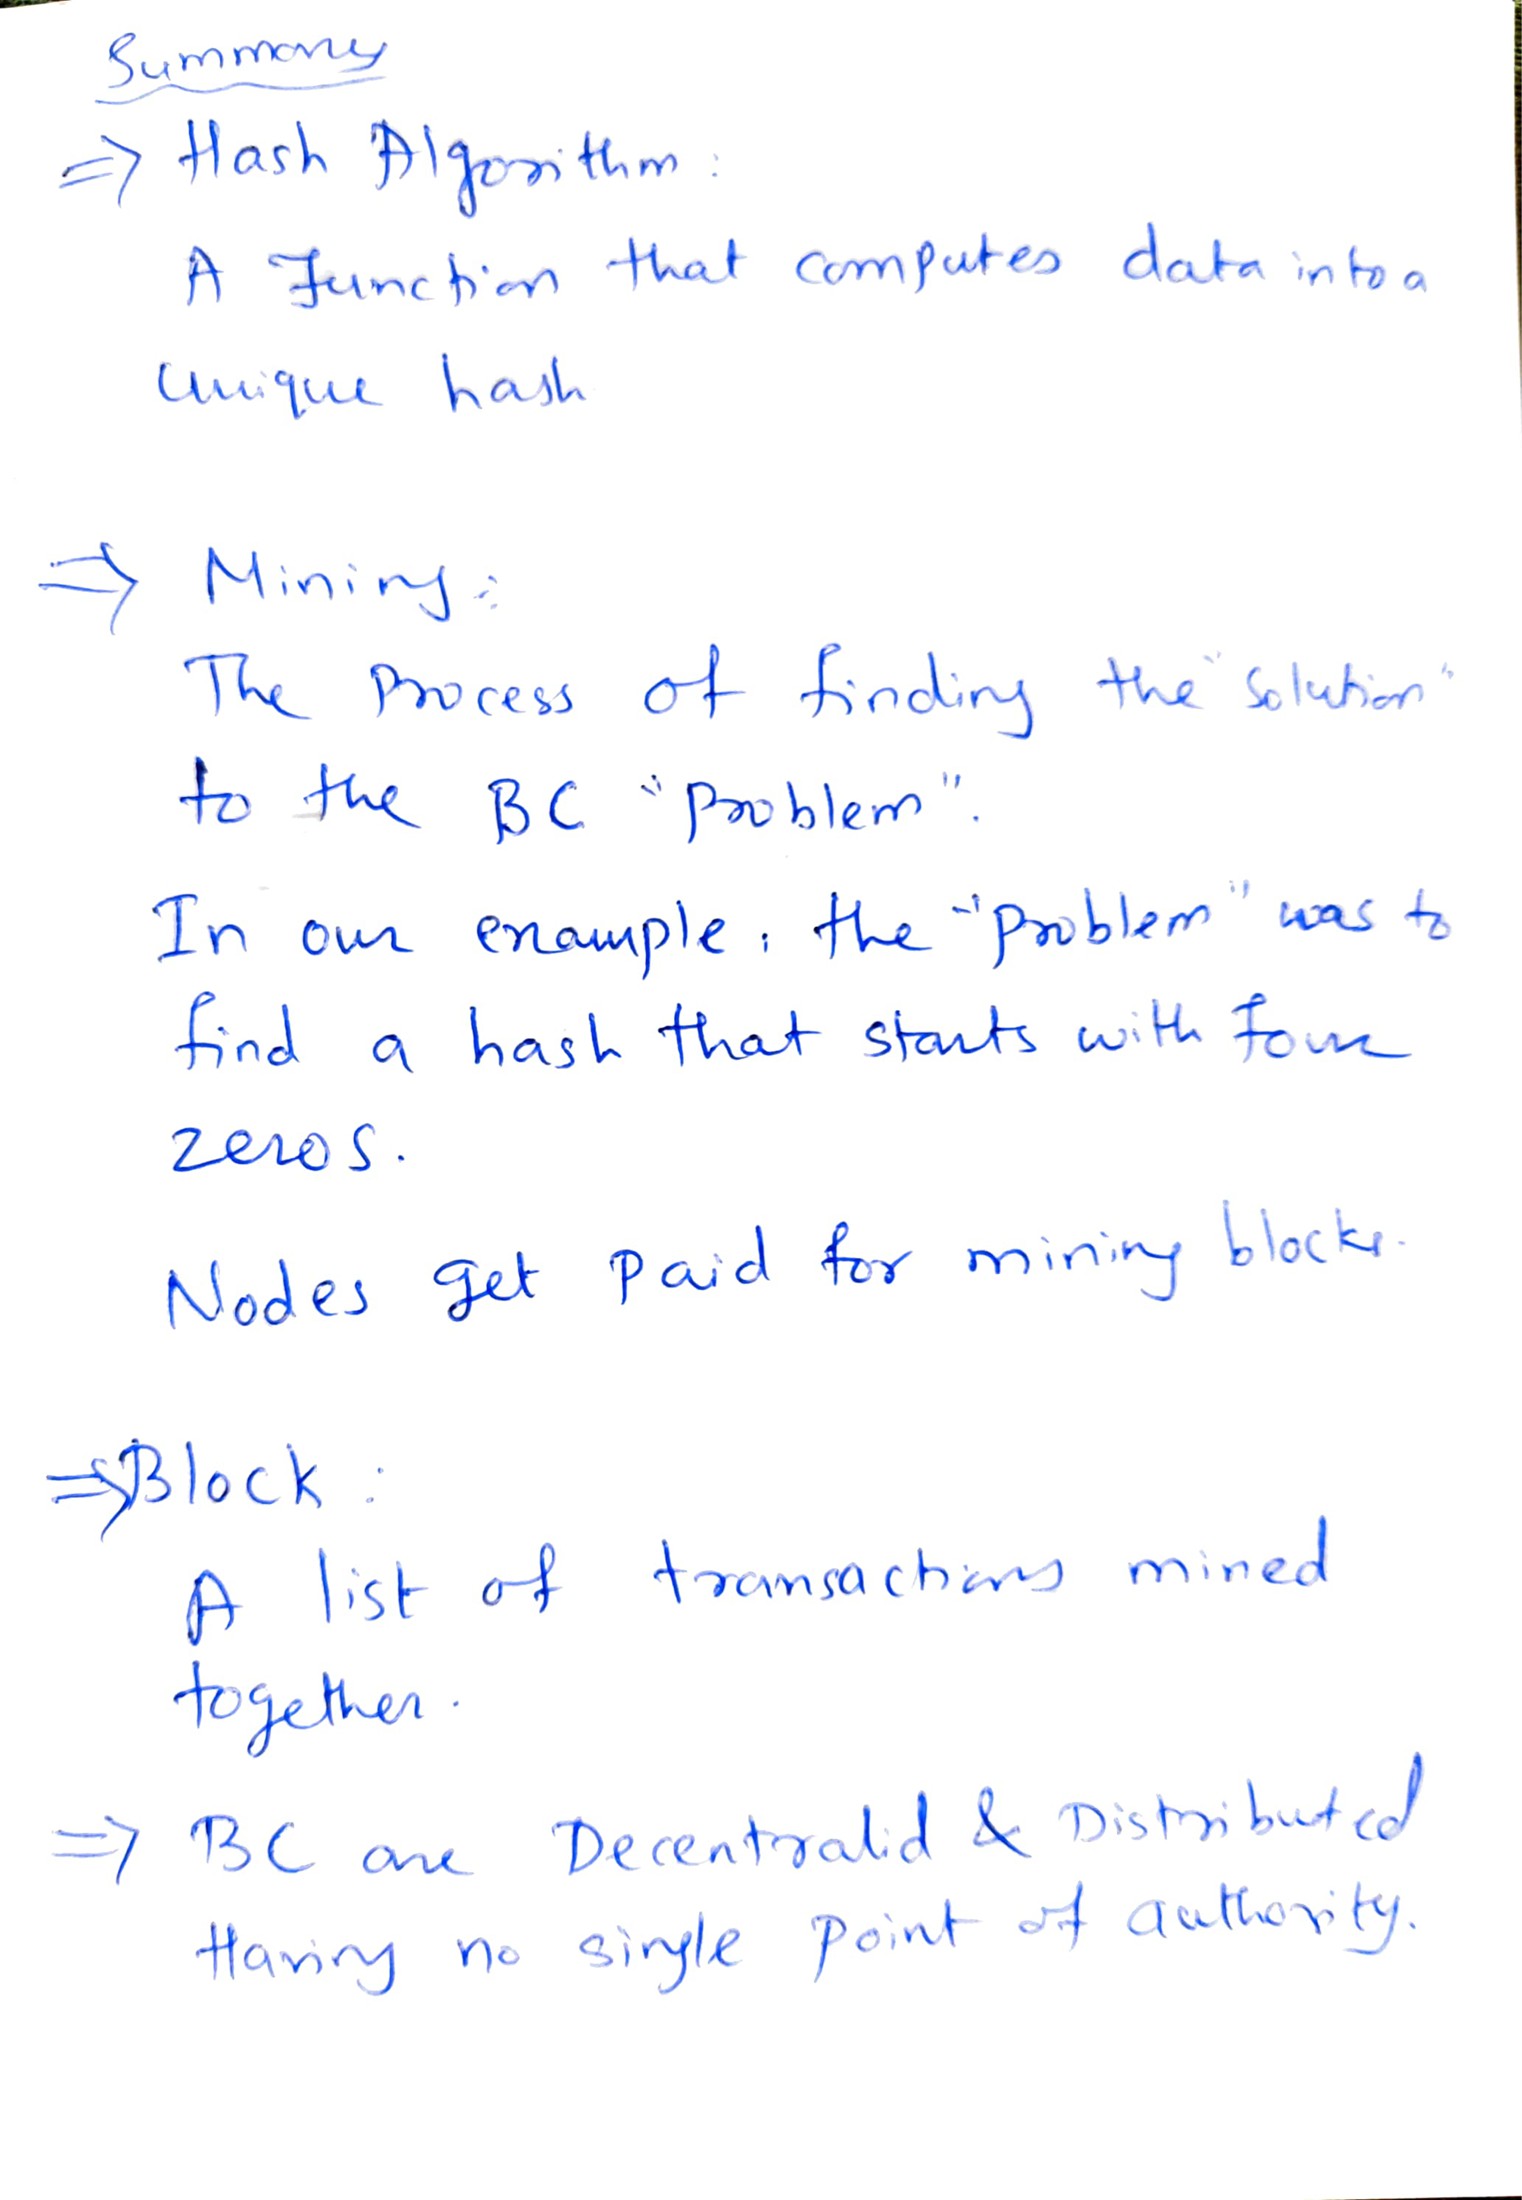 Summary
=> Hash Algorithm:
A Function that computes data into a
unique hash
=> Mining:
The Process of finding the "Solution"
to the BC "Problem".
In our example, the "Problem" was to
find a hash that starts with four
zeros.
Nodes get Paid for mining blocks.
=> Block:
A list of transactions mined
together.
=> BC are Decentralid & Distributed
Having no single Point of authority.